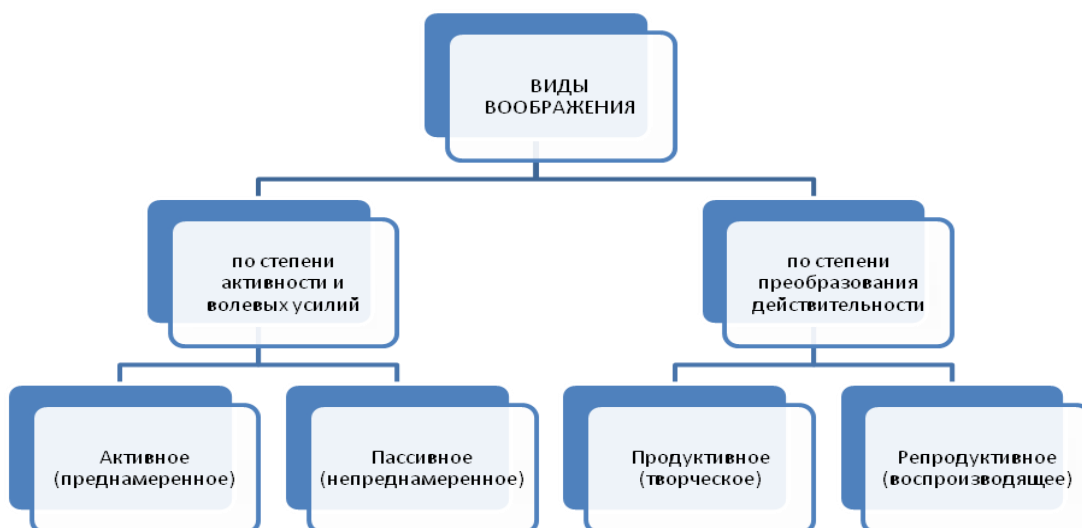 ВИДЫ
ВООБРАЖЕНИЯ
по степени
активности и
волевых усилий
по степени
преобразования
действительности
Активное
(преднамеренное)
Пассивное
(непреднамеренное)
Продуктивное
(творческое)
Репродуктивное
(воспроизводящее)